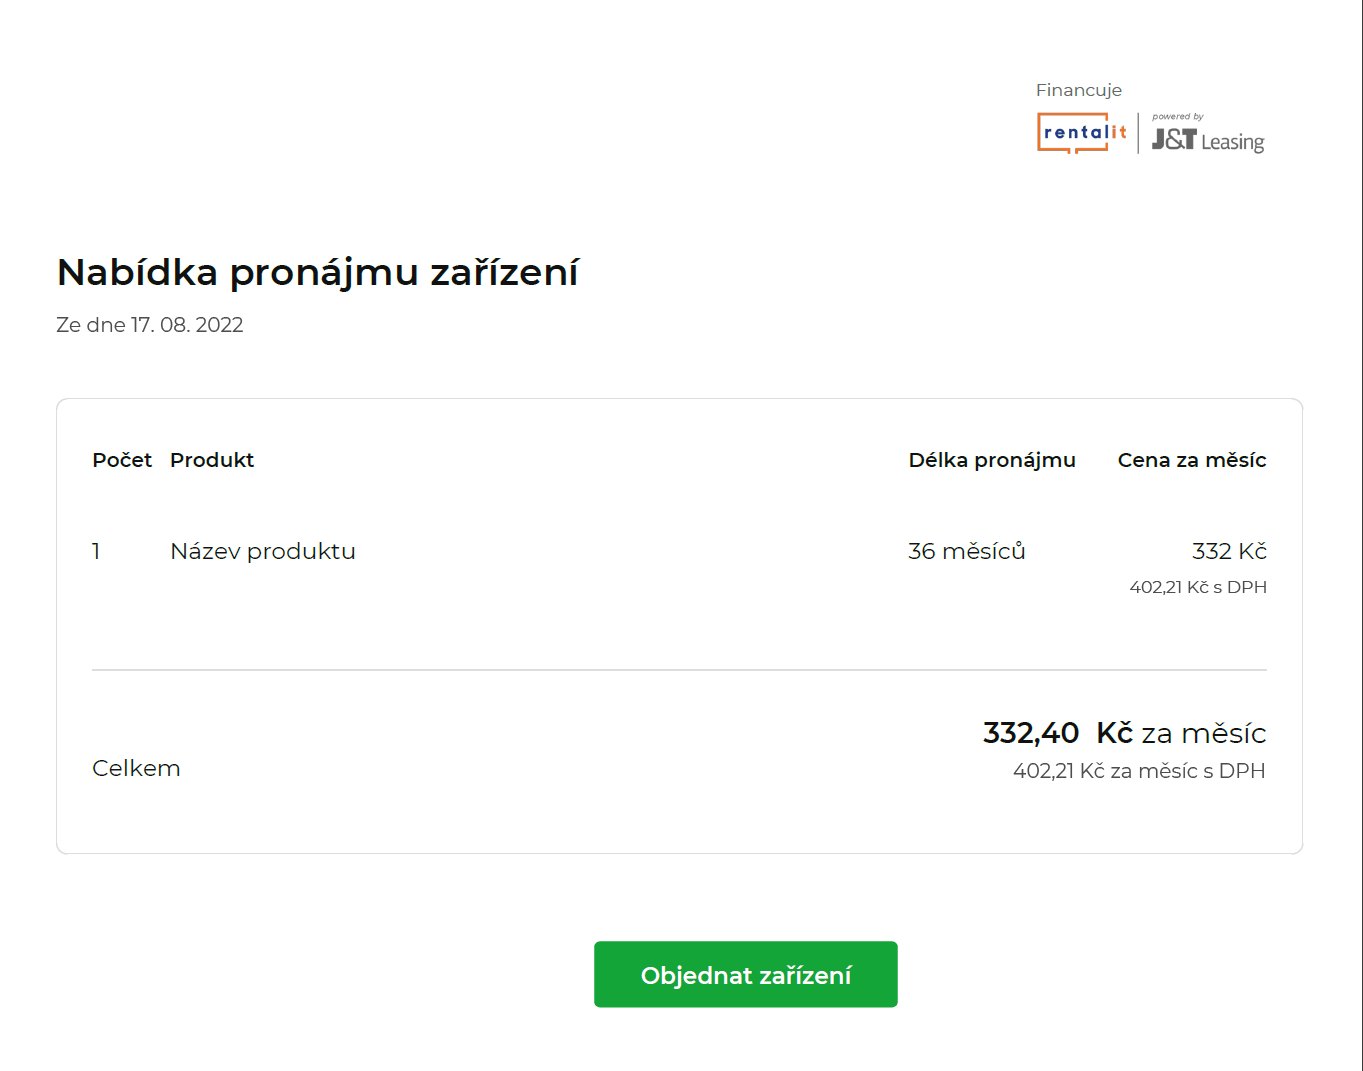 Financuje
rentalit
powered by
J&T Leasing
Nabídka pronájmu zařízení
Ze dne 17. 08. 2022
Počet Produkt Délka pronájmu Cena za měsíc
1 Název produktu 36 měsíců 332 Kč
402,21 Kč s DPH
332,40 Kč za měsíc
Celkem
402,21 Kč za měsíc s DPH
Objednat zařízení